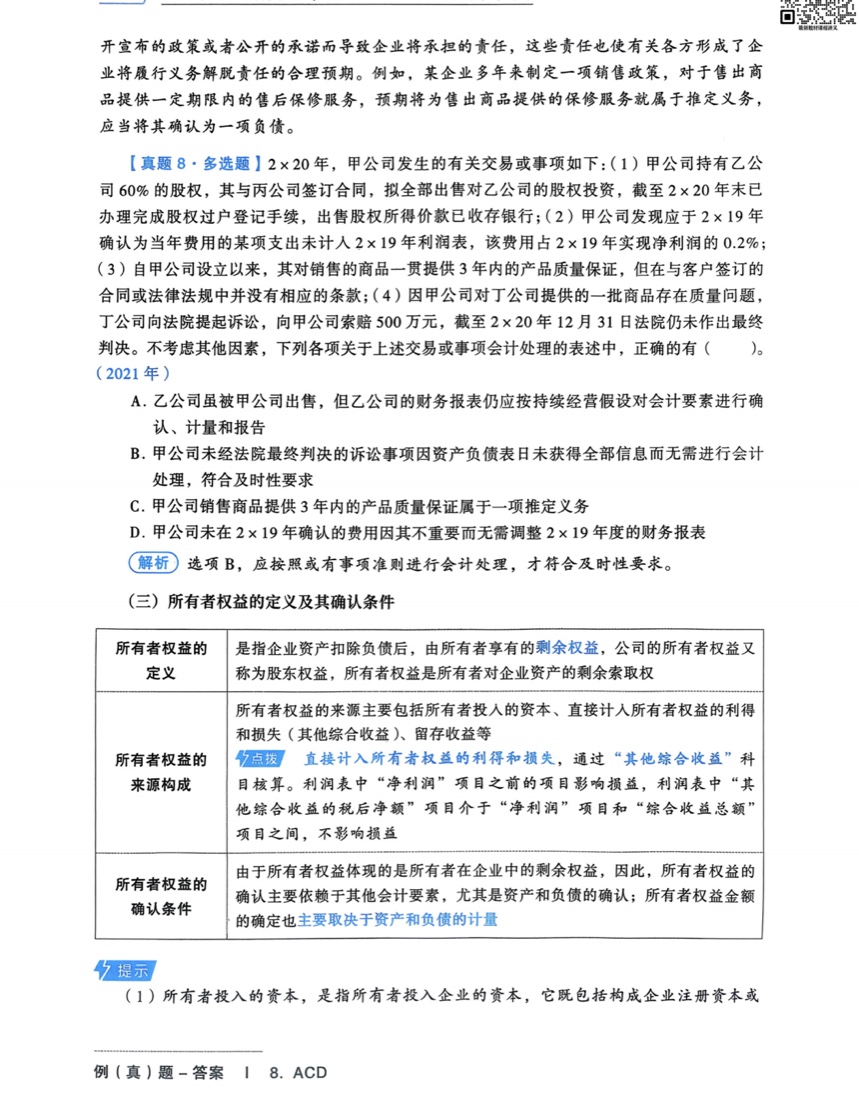 开宣布的政策或者公开的承诺而导致企业将承担的责任，这些责任也使有关各方形成了企
业将履行义务解脱责任的合理预期。例如，某企业多年来制定一项销售政策，对于售出商
品提供一定期限内的售后保修服务，预期将为售出商品提供的保修服务就属于推定义务，
应当将其确认为一项负债。
【真题 8·多选题】2×20 年，甲公司发生的有关交易或事项如下：（1）甲公司持有乙公
司 60% 的股权，其与丙公司签订合同，拟全部出售对乙公司的股权投资，截至 2×20 年末已
办理完成股权过户登记手续，出售股权所得价款已收存银行；（2）甲公司发现应于 2×19 年
确认为当年费用的某项支出未计入 2×19 年利润表，该费用占 2×19 年实现净利润的 0.2%；
（3）自甲公司设立以来，其对销售的商品一贯提供 3 年内的产品质量保证，但在与客户签订的
合同或法律法规中并没有相应的条款；（4）因甲公司对丁公司提供的一批商品存在质量问题，
丁公司向法院提起诉讼，向甲公司索赔 500 万元，截至 2×20 年 12 月 31 日法院仍未作出最终
判决。不考虑其他因素，下列各项关于上述交易或事项会计处理的表述中，正确的有（　　）。
（2021 年）
A. 乙公司虽被甲公司出售，但乙公司的财务报表仍应按持续经营假设对会计要素进行确
认、计量和报告
B. 甲公司未经法院最终判决的诉讼事项因资产负债表日未获得全部信息而无需进行会计
处理，符合及时性要求
C. 甲公司销售商品提供 3 年内的产品质量保证属于一项推定义务
D. 甲公司未在 2×19 年确认的费用因其不重要而无需调整 2×19 年度的财务报表
解析 选项 B，应按照或有事项准则进行会计处理，才符合及时性要求。
（三）所有者权益的定义及其确认条件
所有者权益的
定义
是指企业资产扣除负债后，由所有者享有的剩余权益，公司的所有者权益又
称为股东权益，所有者权益是所有者对企业资产的剩余索取权
所有者权益的
来源构成
所有者权益的来源主要包括所有者投入的资本、直接计入所有者权益的利得
和损失（其他综合收益）、留存收益等
点拨 直接计入所有者权益的利得和损失，通过“其他综合收益”科
目核算。利润表中“净利润”项目之前的项目影响损益，利润表中“其
他综合收益的税后净额”项目介于“净利润”项目和“综合收益总额”
项目之间，不影响损益
所有者权益的
确认条件
由于所有者权益体现的是所有者在企业中的剩余权益，因此，所有者权益的
确认主要依赖于其他会计要素，尤其是资产和负债的确认；所有者权益金额
的确定也主要取决于资产和负债的计量
提示
（1）所有者投入的资本，是指所有者投入企业的资本，它既包括构成企业注册资本或
例（真）题－答案 | 8. ACD